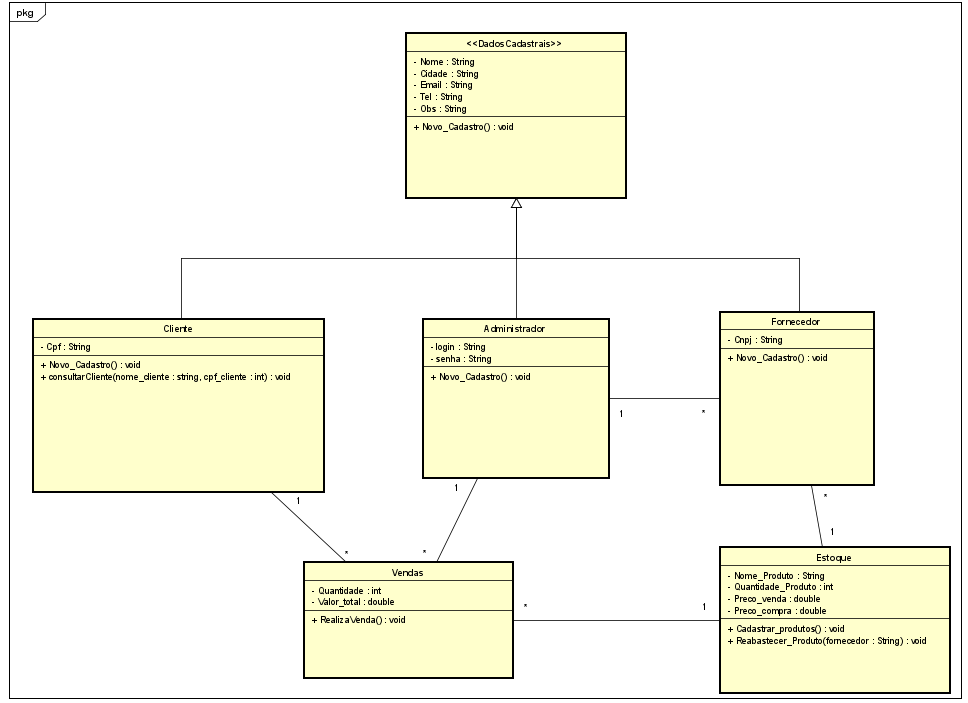 pkg
<<DadosCadastrais>>
- Nome : String
- Cidade : String
- Email : String
- Tel : String
- Obs : String
+ Novo_Cadastro() : void
Cliente
- Cpf : String
+ Novo_Cadastro() : void
+ consultarCliente(nome_cliente : string, cpf_cliente : int) : void
Administrador
- login : String
- senha : String
+ Novo_Cadastro() : void
Fornecedor
- Cnpj : String
+ Novo_Cadastro() : void
1
*
1
*
1
*
*
1
Vendas
- Quantidade : int
- Valor_total : double
+ RealizaVenda() : void
*
1
Estoque
- Nome_Produto : String
- Quantidade_Produto : int
- Preco_venda : double
- Preco_compra : double
+ Cadastrar_produtos() : void
+ Reabastecer_Produto(fornecedor : String) : void